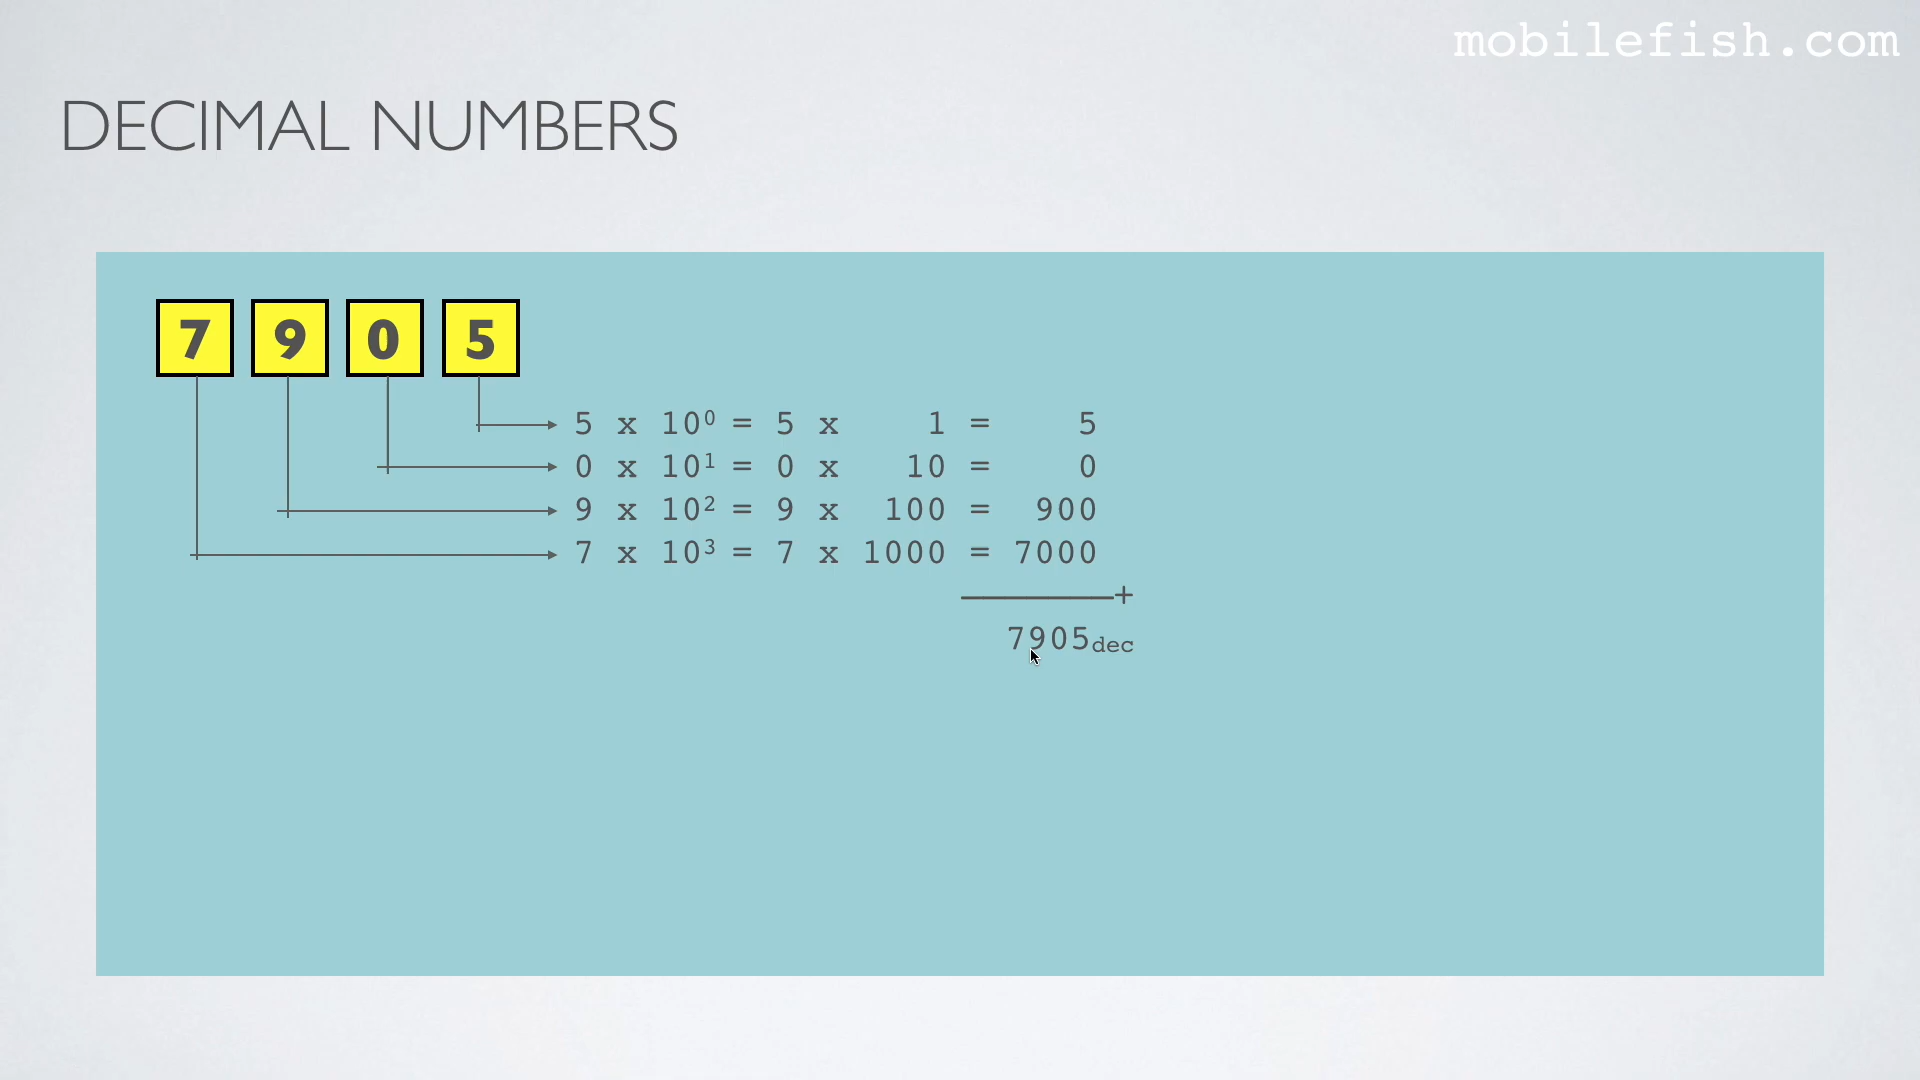 mobilefish.com
DECIMAL NUMBERS
7 9 0 5
5 x 10⁰ = 5 x 1 = 5
0 x 10¹ = 0 x 10 = 0
9 x 10² = 9 x 100 = 900
7 x 10³ = 7 x 1000 = 7000
+
7905dec